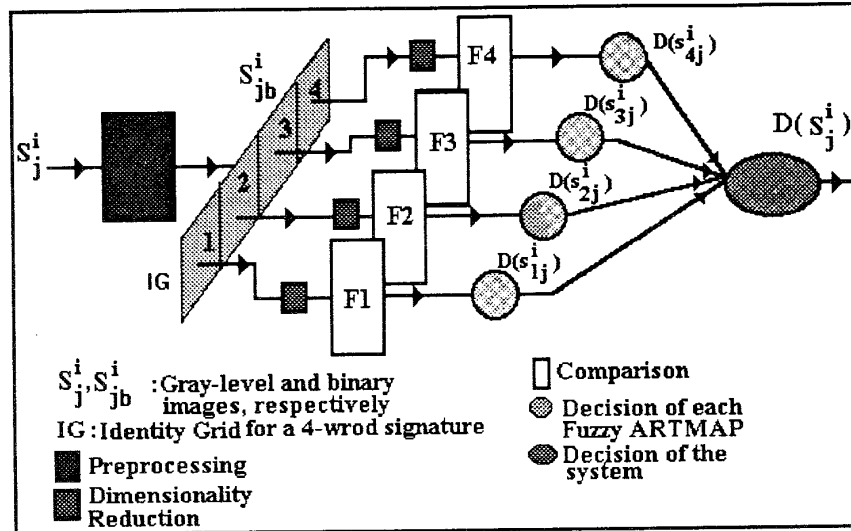 D(s^i_4j)
F4
S^i_jb
4
D(s^i_3j)
D( S^i_j )
3
F3
S^i_j
D(s^i_2j)
2
F2
1
D(s^i_1j)
IG
F1
S^i_j, S^i_jb : Gray-level and binary
images, respectively
IG : Identity Grid for a 4-wrod signature
Preprocessing
Dimensionality
Reduction
Comparison
Decision of each
Fuzzy ARTMAP
Decision of the
system